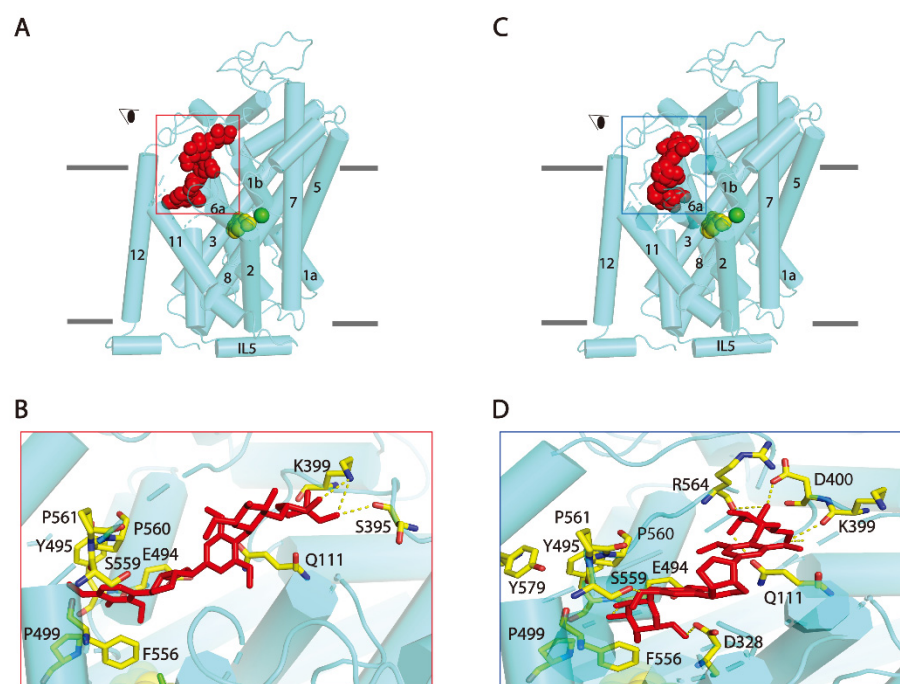 A
C
1b
5
6a
7
11
3
12
8
2
1a
IL5
1b
5
6a
7
11
3
12
8
2
1a
IL5
B
D
K399
P561
P560
S395
Y495
S559
E494
Q111
P499
F556
R564
D400
P561
P560
K399
Y495
S559
E494
Y579
Q111
P499
F556
D328